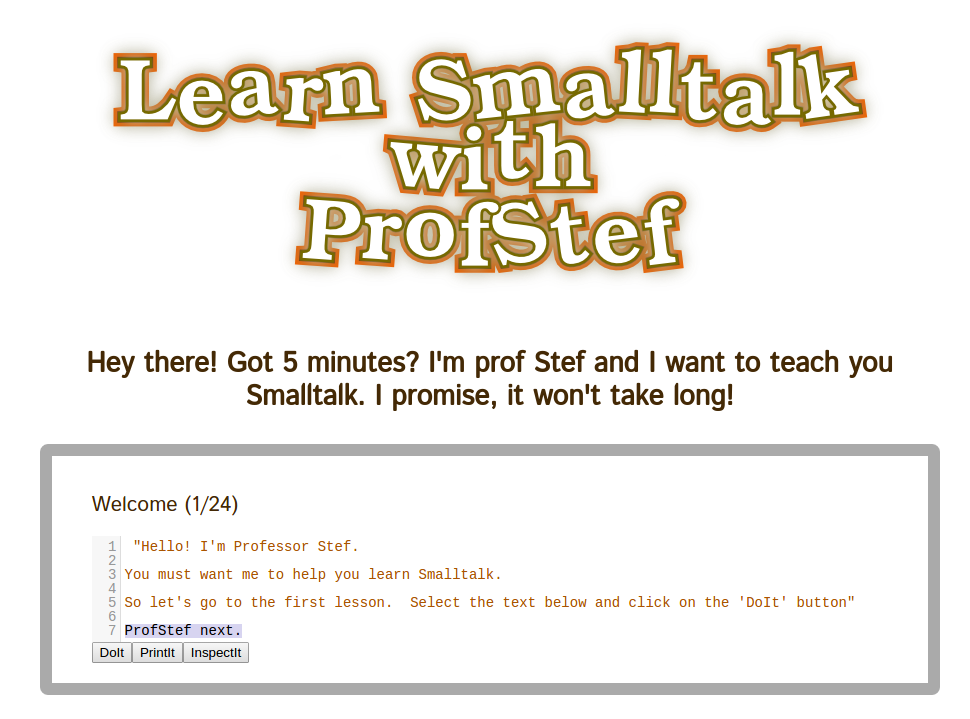 Learn Smalltalk
with
ProfStef
Hey there! Got 5 minutes? I'm prof Stef and I want to teach you
Smalltalk. I promise, it won't take long!
Welcome (1/24)
1 "Hello! I'm Professor Stef.
2
3 You must want me to help you learn Smalltalk.
4
5 So let's go to the first lesson.  Select the text below and click on the 'DoIt' button"
6
7 ProfStef next.
DoIt PrintIt InspectIt